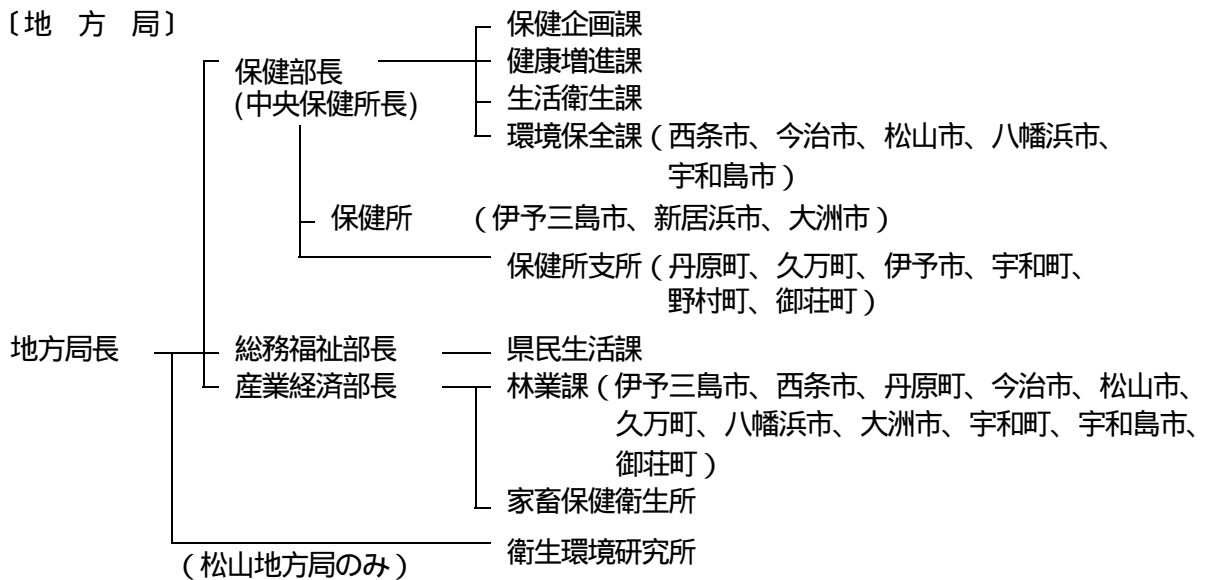 〔地 方 局〕
保健企画課
健康増進課
保健部長
(中央保健所長)
生活衛生課
環境保全課(西条市、今治市、松山市、八幡浜市、
宇和島市)
保健所 (伊予三島市、新居浜市、大洲市)
保健所支所(丹原町、久万町、伊予市、宇和町、
野村町、御荘町)
地方局長 総務福祉部長 県民生活課
産業経済部長 林業課(伊予三島市、西条市、丹原町、今治市、松山市、
久万町、八幡浜市、大洲市、宇和町、宇和島市、
御荘町)
家畜保健衛生所
衛生環境研究所
(松山地方局のみ)